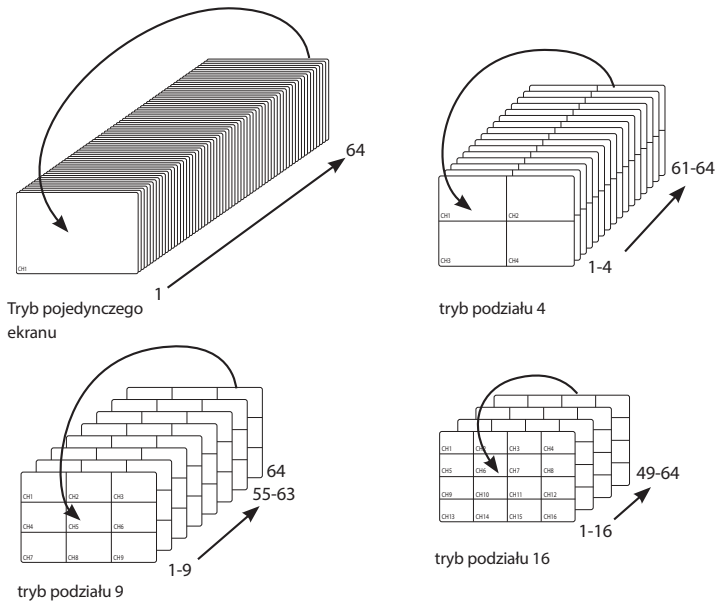 CH1
64
1
Tryb pojedynczego
ekranu
CH1 CH2
CH3 CH4
61-64
1-4
tryb podziału 4
CH1 CH2 CH3
CH4 CH5 CH6
CH7 CH8 CH9
64
55-63
1-9
tryb podziału 9
CH1 CH2 CH3 CH4
CH5 CH6 CH7 CH8
CH9 CH10 CH11 CH12
CH13 CH14 CH15 CH16
49-64
1-16
tryb podziału 16